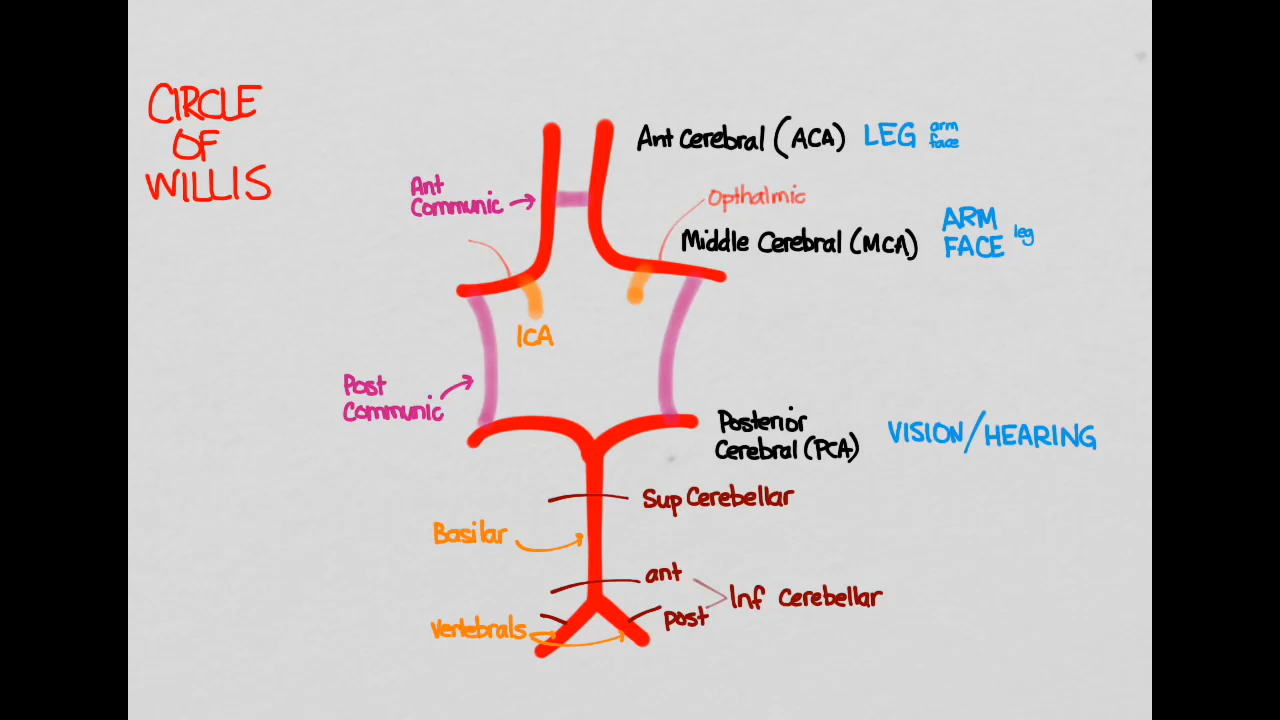 CIRCLE
OF
WILLIS
Ant Cerebral (ACA)
LEG
arm
face
Ant
Communic
Opthalmic
Middle Cerebral (MCA)
ARM
FACE
leg
ICA
Post
Communic
Posterior
Cerebral (PCA)
VISION/HEARING
Sup Cerebellar
Basilar
ant
Inf Cerebellar
post
Vertebrals